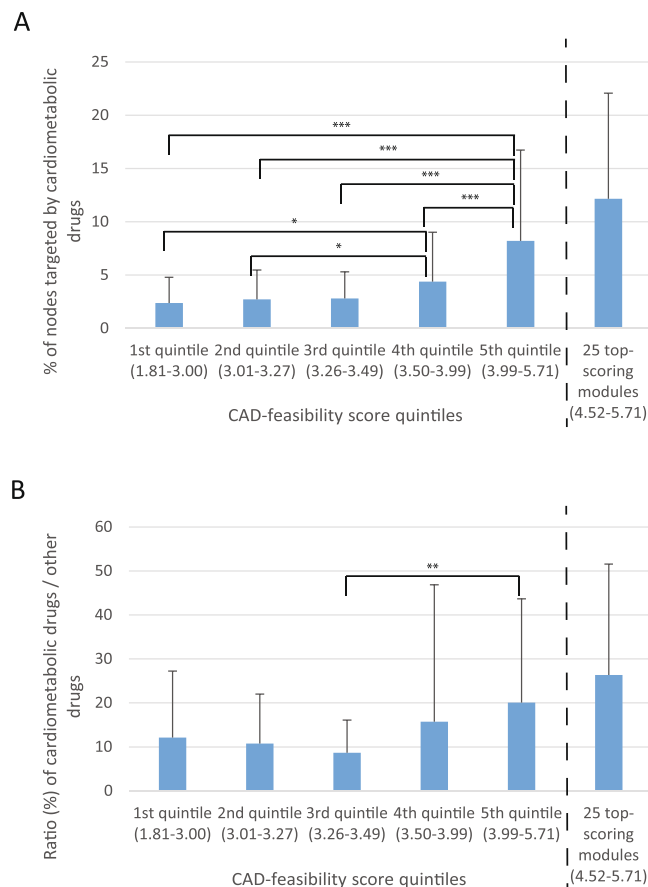 A
% of nodes targeted by cardiometabolic
drugs
25
20
15
10
5
0
***
***
***
***
*
*
1st quintile 2nd quintile 3rd quintile 4th quintile 5th quintile
(1.81-3.00) (3.01-3.27) (3.26-3.49) (3.50-3.99) (3.99-5.71)
25 top-
scoring
modules
(4.52-5.71)
CAD-feasibility score quintiles
B
Ratio (%) of cardiometabolic drugs / other
drugs
60
50
40
30
20
10
0
**
1st quintile 2nd quintile 3rd quintile 4th quintile 5th quintile
(1.81-3.00) (3.01-3.27) (3.26-3.49) (3.50-3.99) (3.99-5.71)
25 top-
scoring
modules
(4.52-5.71)
CAD-feasibility score quintiles